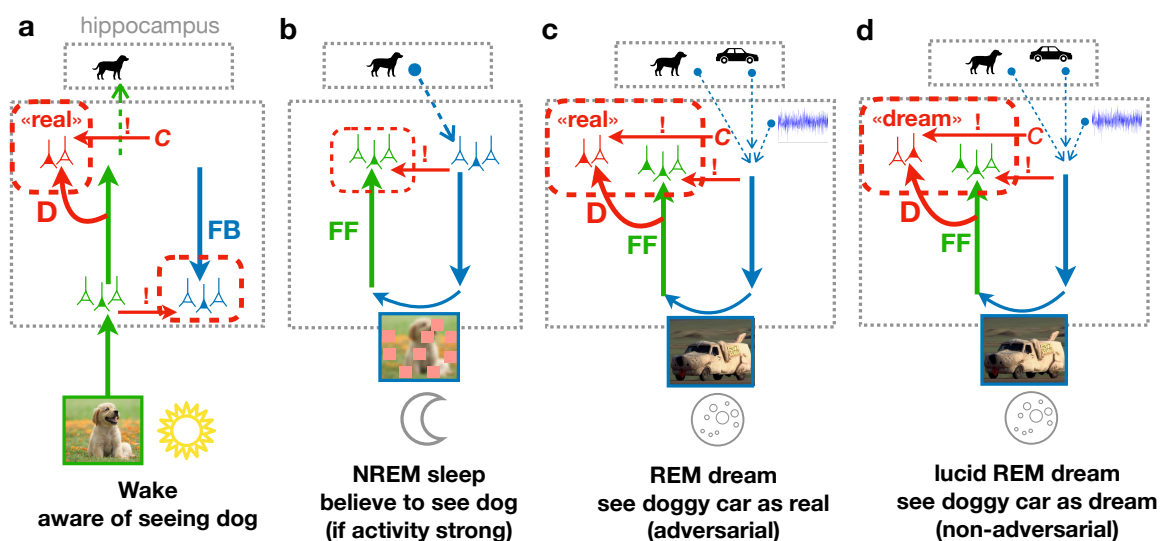 a
hippocampus
«real»
!
C
D
FB
!
Wake
aware of seeing dog
b
!
FF
NREM sleep
believe to see dog
(if activity strong)
c
«real»
!
C
!
D
FF
REM dream
see doggy car as real
(adversarial)
d
«dream»
!
C
!
D
FF
lucid REM dream
see doggy car as dream
(non-adversarial)